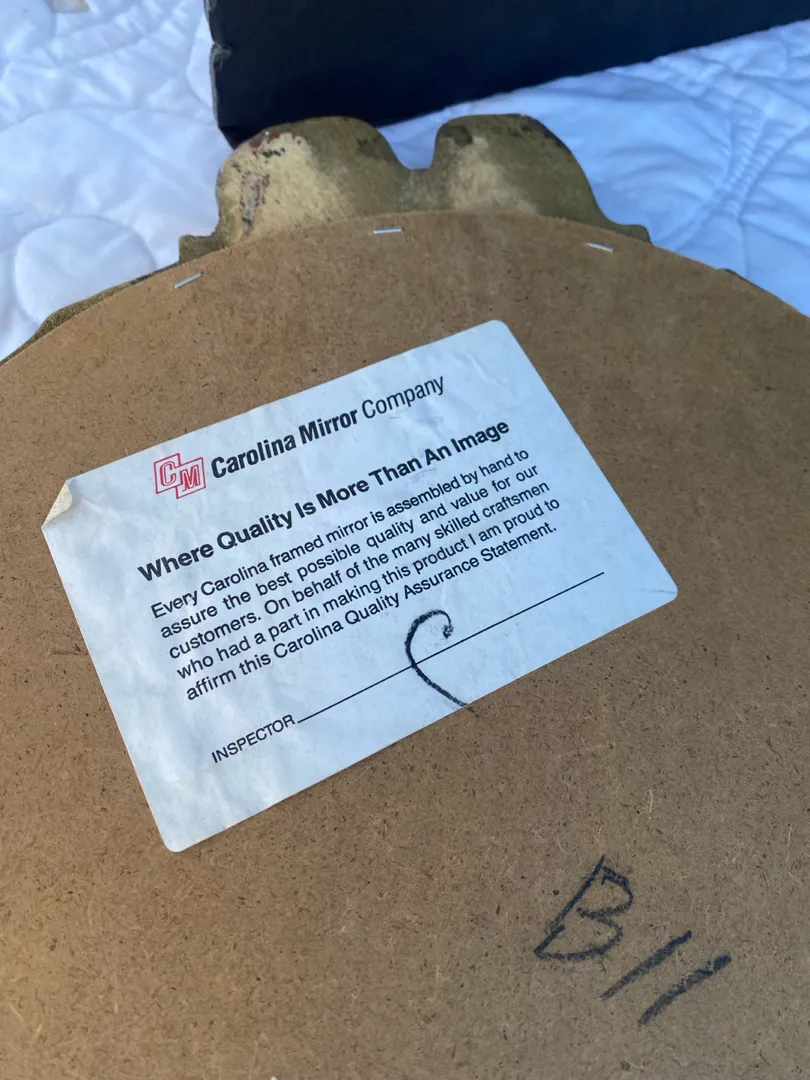 CM Carolina Mirror Company
Where Quality Is More Than An Image
Every Carolina framed mirror is assembled by hand to
assure the best possible quality and value for our
customers. On behalf of the many skilled craftsmen
who had a part in making this product I am proud to
affirm this Carolina Quality Assurance Statement.
INSPECTOR
B11